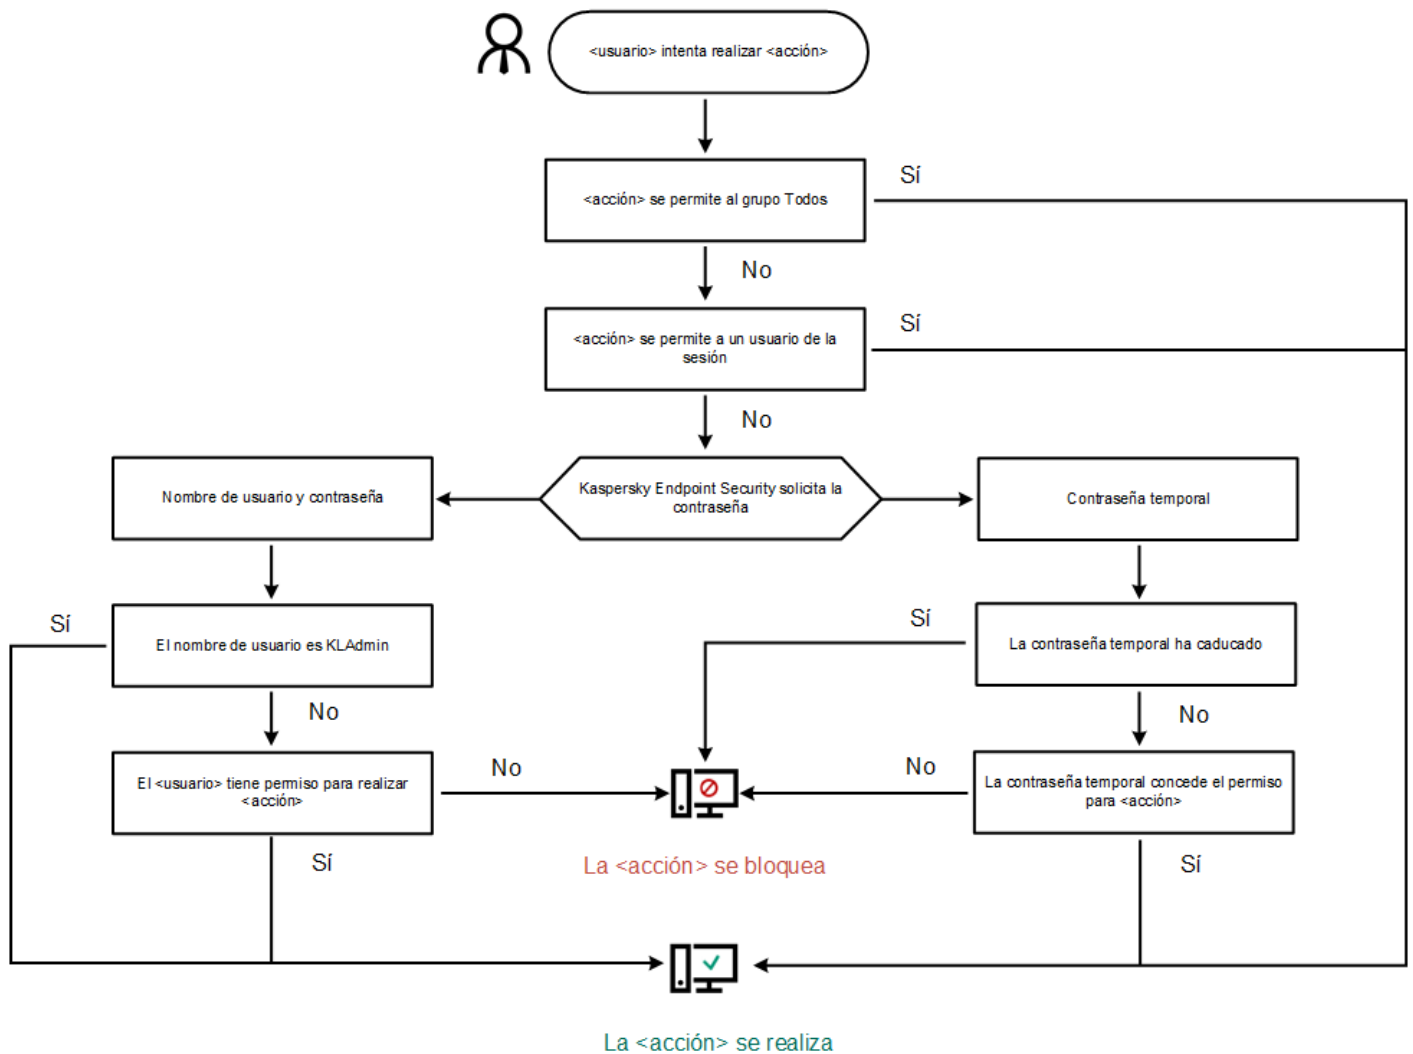 <usuario> intenta realizar <acción>
Sí
<acción> se permite al grupo Todos
No
Sí
<acción> se permite a un usuario de la
sesión
No
Nombre de usuario y contraseña
Kaspersky Endpoint Security solicita la
contraseña
Contraseña temporal
Sí
El nombre de usuario es KLAdmin
Sí
La contraseña temporal ha caducado
No
No
El <usuario> tiene permiso para realizar
<acción>
No
No
La contraseña temporal concede el permiso
para <acción>
Sí
La <acción> se bloquea
Sí
La <acción> se realiza